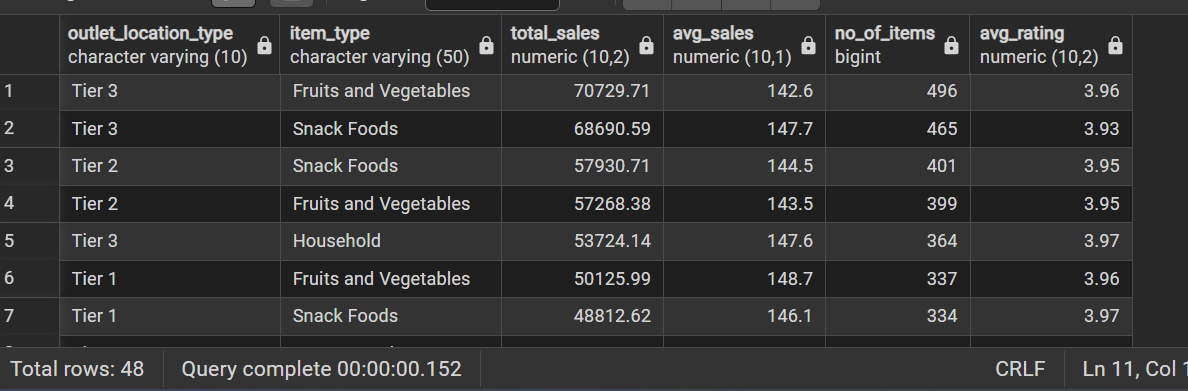 outlet_location_type item_type total_sales avg_sales no_of_items avg_rating
character varying (10) character varying (50) numeric (10,2) numeric (10,1) bigint numeric (10,2)
1 Tier 3 Fruits and Vegetables 70729.71 142.6 496 3.96
2 Tier 3 Snack Foods 68690.59 147.7 465 3.93
3 Tier 2 Snack Foods 57930.71 144.5 401 3.95
4 Tier 2 Fruits and Vegetables 57268.38 143.5 399 3.95
5 Tier 3 Household 53724.14 147.6 364 3.97
6 Tier 1 Fruits and Vegetables 50125.99 148.7 337 3.96
7 Tier 1 Snack Foods 48812.62 146.1 334 3.97
Total rows: 48 Query complete 00:00:00.152 CRLF Ln 11, Col